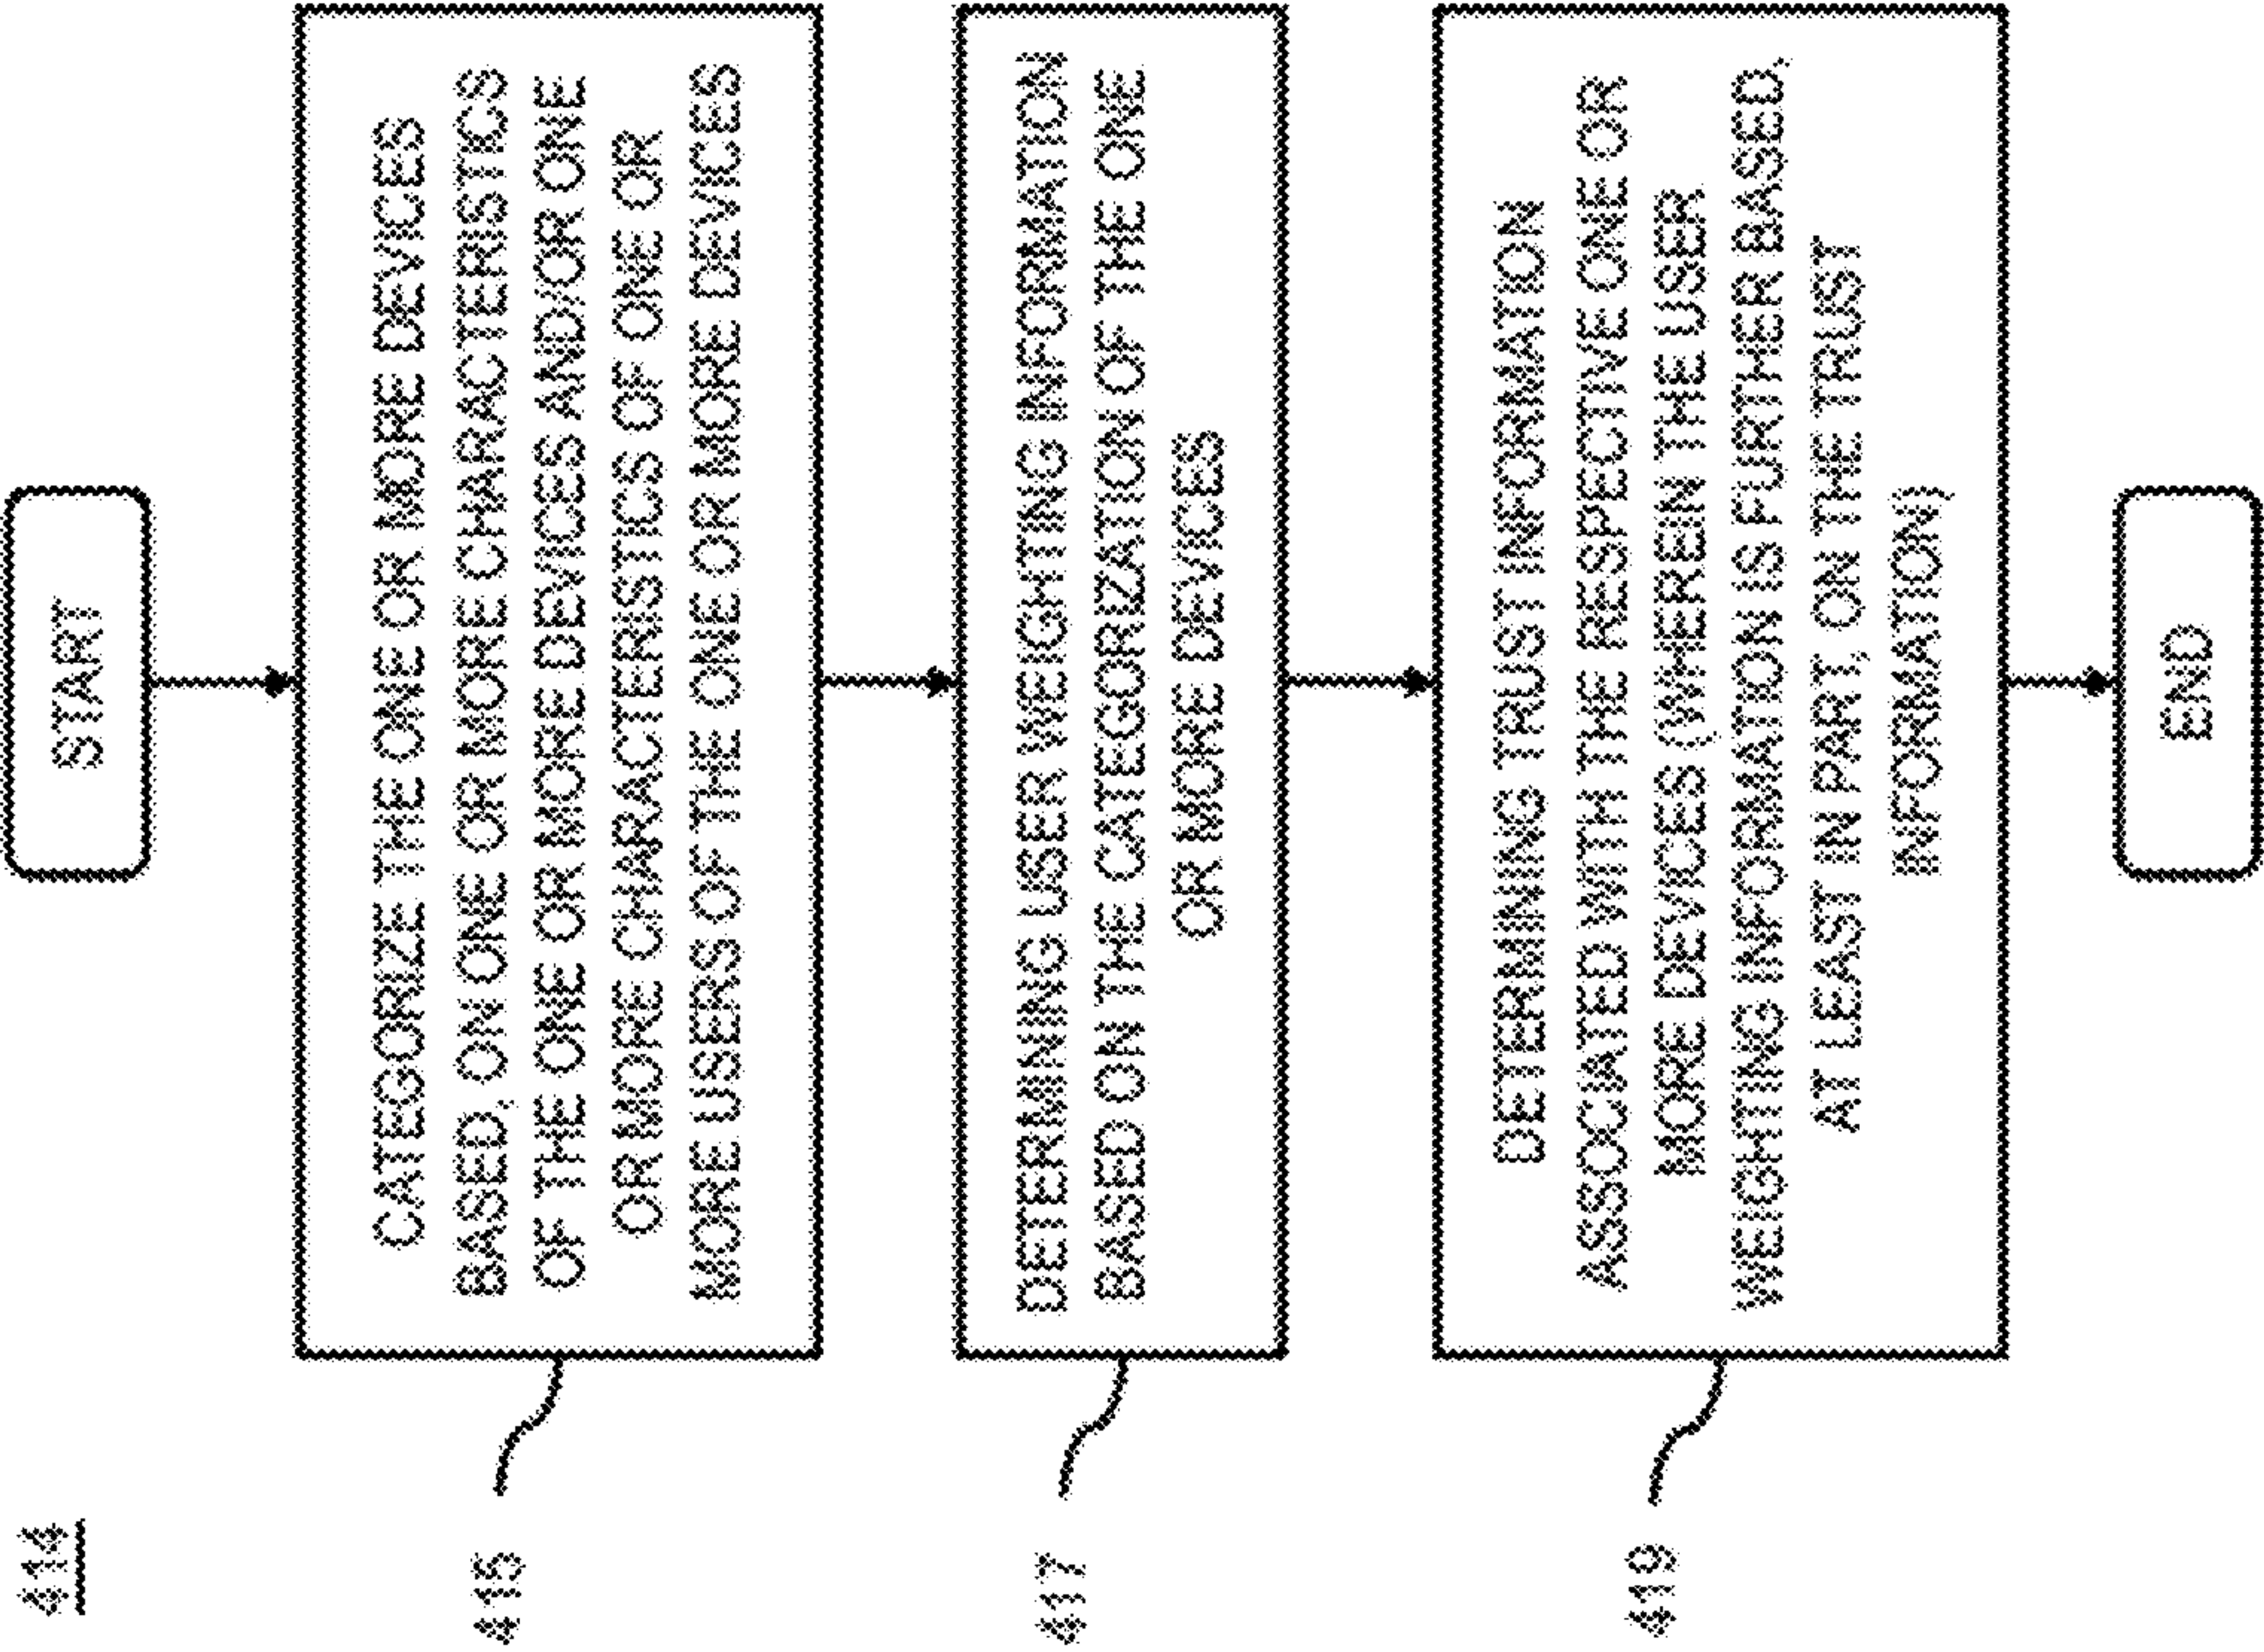 414
START
415
CATEGORIZE THE ONE OR MORE DEVICES
BASED, ON ONE OR MORE CHARACTERISTICS
OF THE ONE OR MORE DEVICES AND/OR ONE
OR MORE CHARACTERISTICS OF ONE OR
MORE USERS OF THE ONE OR MORE DEVICES
417
DETERMINING USER WEIGHTING INFORMATION
BASED ON THE CATEGORIZATION OF THE ONE
OR MORE DEVICES
419
DETERMINING TRUST INFORMATION
ASSOCIATED WITH THE RESPECTIVE ONE OR
MORE DEVICES (WHEREIN THE USER
WEIGHTING INFORMATION IS FURTHER BASED,
AT LEAST IN PART, ON THE TRUST
INFORMATION)
END